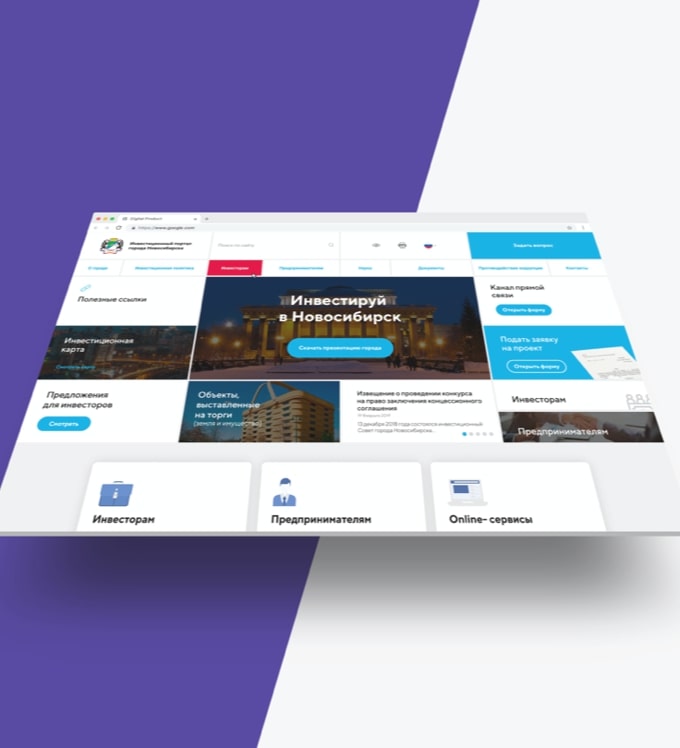 Digital Product
https://www.google.com
Инвестиционный портал
города Новосибирска
Поиск по сайту
Задать вопрос
О городе
Инвестиционная политика
Инвесторам
Предпринимателям
Документы
Противодействие коррупции
Контакты
Полезные ссылки
Инвестируй
в Новосибирск
Скачать презентацию города
Канал прямой
связи
Открыть форму
Инвестиционная
карта
Смотреть карту
Подать заявку
на проект
Открыть форму
Предложения
для инвесторов
Смотреть
Объекты,
выставленные
на торги
(земля и имущество)
Извещение о проведении конкурса
на право заключения концессионного
соглашения
13 декабря 2018 года состоялся инвестиционный
Совет города Новосибирска...
Инвесторам
Предпринимателям
Инвесторам
Предпринимателям
Online- сервисы